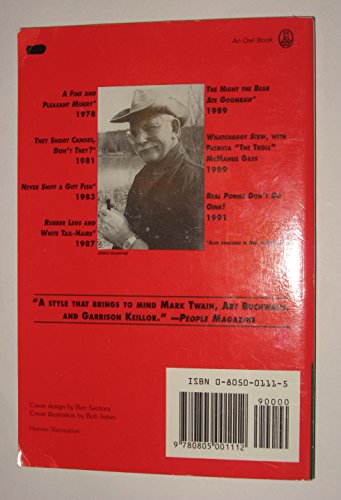 An Owl Book
A Fine and
Pleasant Misery*
1978
They Shoot Canoes,
Don't They?*
1981
Never Sniff a Gift Fish*
1983
Rubber Legs and
White Tail-Hairs*
1987
The Night the Bear
Ate Goombaw*
1989
Whatchagot Stew, with
Patricia "The Troll"
McManus Gass
1989
Real Ponies Don't Go
Oink!
1991
*Also available in
"A style that brings to mind Mark Twain, Art Buchwald,
and Garrison Keillor." —People Magazine
Cover design by
Cover illustration by Bob Jones
Humor/Recreation
ISBN 0-8050-0111-5
90000
9 780805 001112